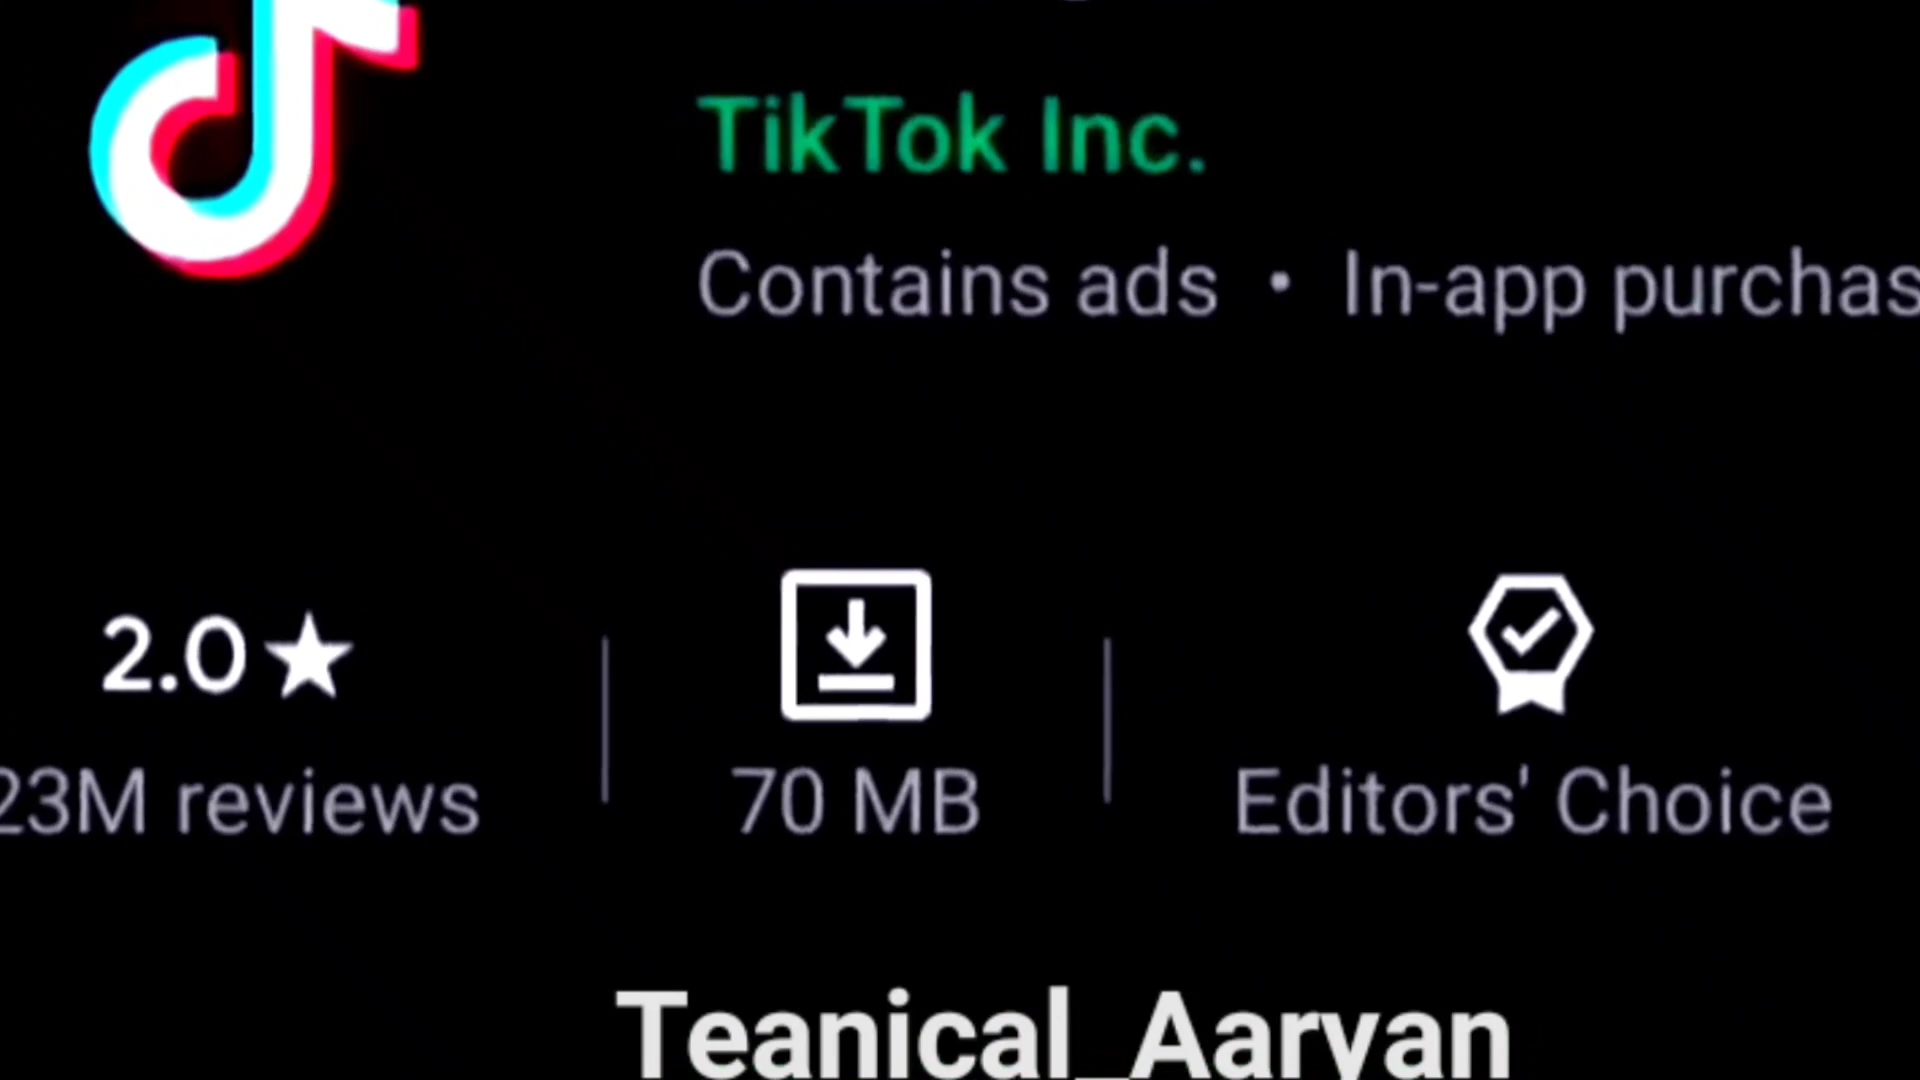 TikTok Inc.
Contains ads • In-app purchas
2.0★
23M reviews
70 MB
Editors' Choice
Teanical_Aaryan